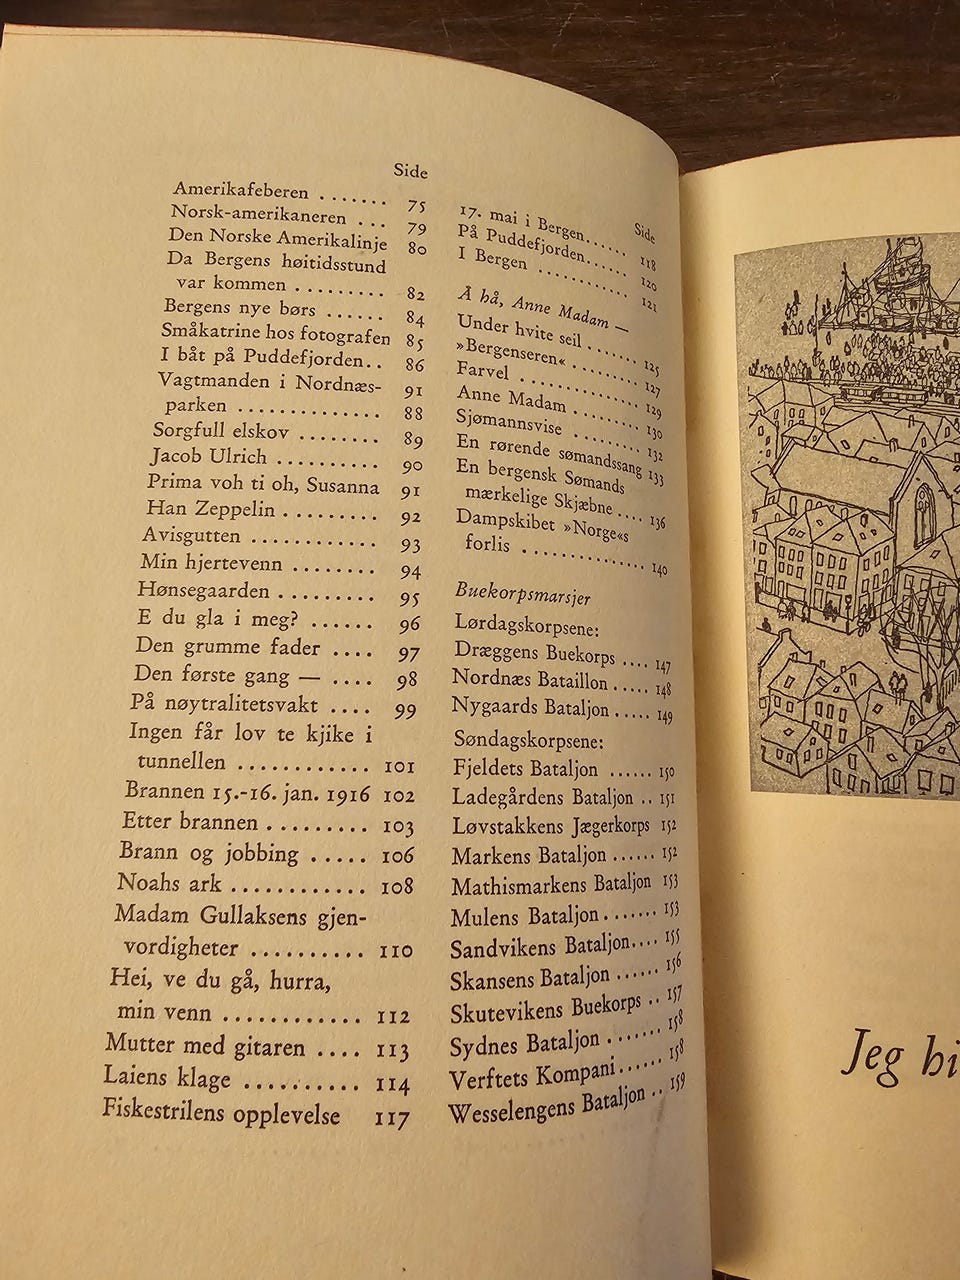 Side
Amerikafeberen ....... 75
Norsk-amerikaneren ... 79
Den Norske Amerikalinje 80
Da Bergens høitidsstund
var kommen ......... 82
Bergens nye børs ....... 84
Småkatrine hos fotografen 85
I båt på Puddefjorden.. 86
Vagtmanden i Nordnæs- 91
parken ............. 88
Sorgfull elskov ........ 89
Jacob Ulrich .......... 90
Prima voh ti oh, Susanna 91
Han Zeppelin ......... 92
Avisgutten ............ 93
Min hjertevenn ........ 94
Hønsegaarden ......... 95
E du gla i meg? ...... 96
Den grumme fader .... 97
Den første gang — .... 98
På nøytralitetsvakt .... 99
Ingen får lov te kjike i
tunnellen ............ 101
Brannen 15.-16. jan. 1916 102
Etter brannen ......... 103
Brann og jobbing ..... 106
Noahs ark ............ 108
Madam Gullaksens gjen-
vordigheter .......... 110
Hei, ve du gå, hurra,
min venn ............ 112
Mutter med gitaren .... 113
Laiens klage .......... 114
Fiskestrilens opplevelse 117
Side
17. mai i Bergen...... 118
På Puddefjorden...... 120
I Bergen .......... 121
Å hå, Anne Madam —
Under hvite seil ...... 125
»Bergenseren« ......... 127
Farvel ............ 129
Anne Madam ........ 130
Sjømannsvise ........ 132
En rørende sømandssang 133
En bergensk Sømands
mærkelige Skjæbne .... 136
Dampskibet »Norge«s
forlis ............. 140
Buekorpsmarsjer
Lørdagskorpsene:
Dræggens Buekorps .... 147
Nordnæs Bataillon ..... 148
Nygaards Bataljon ..... 149
Søndagskorpsene:
Fjeldets Bataljon ...... 150
Ladegårdens Bataljon .. 151
Løvstakkens Jægerkorps 152
Markens Bataljon ...... 152
Mathismarkens Bataljon 153
Mulens Bataljon ....... 153
Sandvikens Bataljon.... 155
Skansens Bataljon ...... 156
Skutevikens Buekorps .. 157
Sydnes Bataljon ....... 158
Verftets Kompani...... 158
Wesselengens Bataljon .. 159
Jeg hi